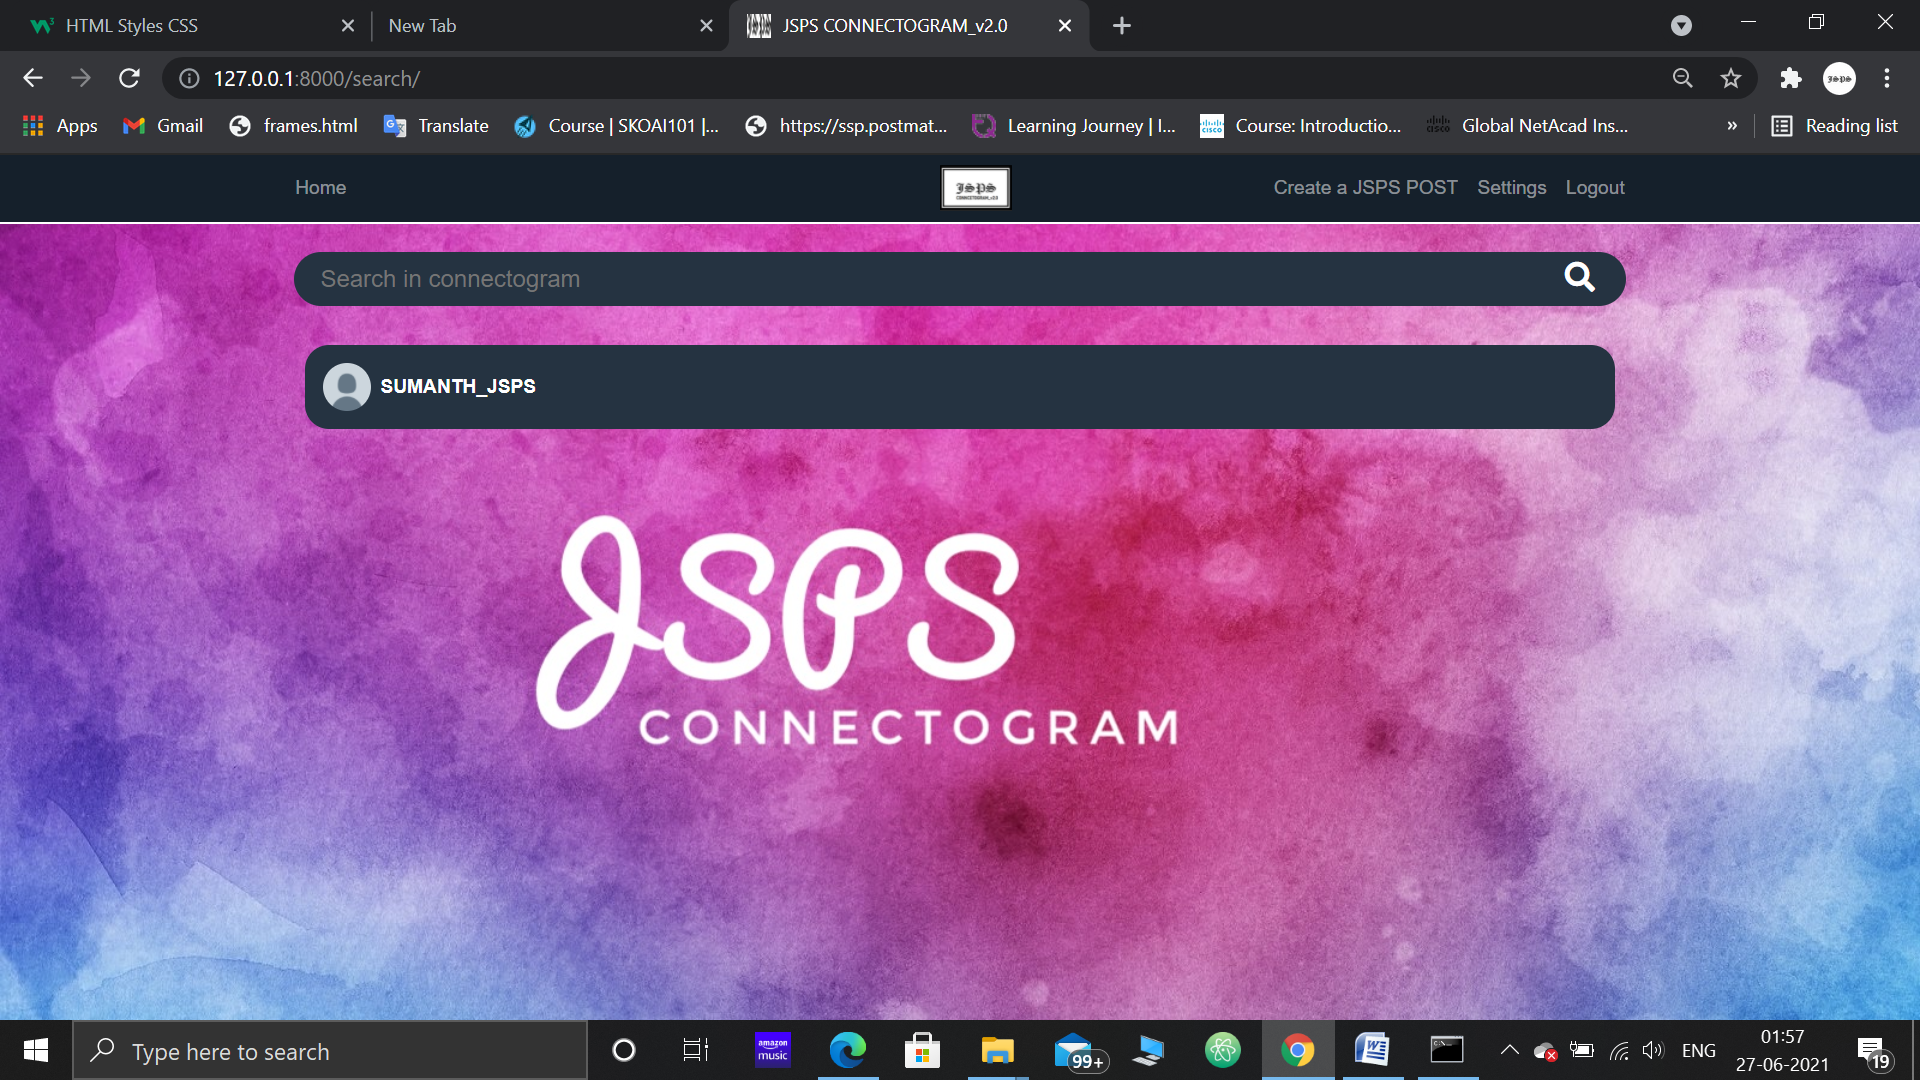 HTML Styles CSS
New Tab
JSPS CONNECTOGRAM_v2.0
127.0.0.1:8000/search/
Apps
Gmail
frames.html
Translate
Course | SKOAI101 |...
https://ssp.postmat...
Learning Journey | I...
Course: Introductio...
Global NetAcad Ins...
»
Reading list
Home
JSPS
Create a JSPS POST
Settings
Logout
Search in connectogram
SUMANTH_JSPS
JSPS
CONNECTOGRAM
Type here to search
amazon
music
99+
ENG
01:57
27-06-2021
19